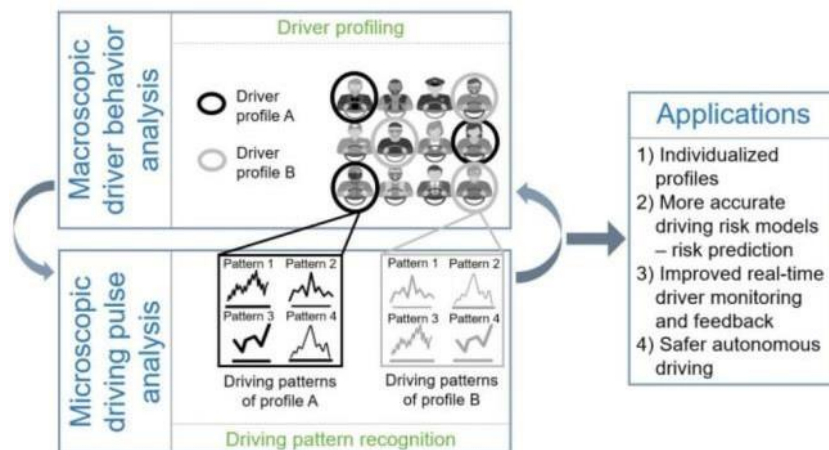 Macroscopic
driver behavior
analysis
Driver profiling
Driver
profile A
Driver
profile B
Microscopic
driving pulse
analysis
Pattern 1
Pattern 2
Pattern 3
Pattern 4
Driving patterns
of profile A
Pattern 1
Pattern 2
Pattern 3
Pattern 4
Driving patterns
of profile B
Driving pattern recognition
Applications
1) Individualized
profiles
2) More accurate
driving risk models
– risk prediction
3) Improved real-time
driver monitoring
and feedback
4) Safer autonomous
driving